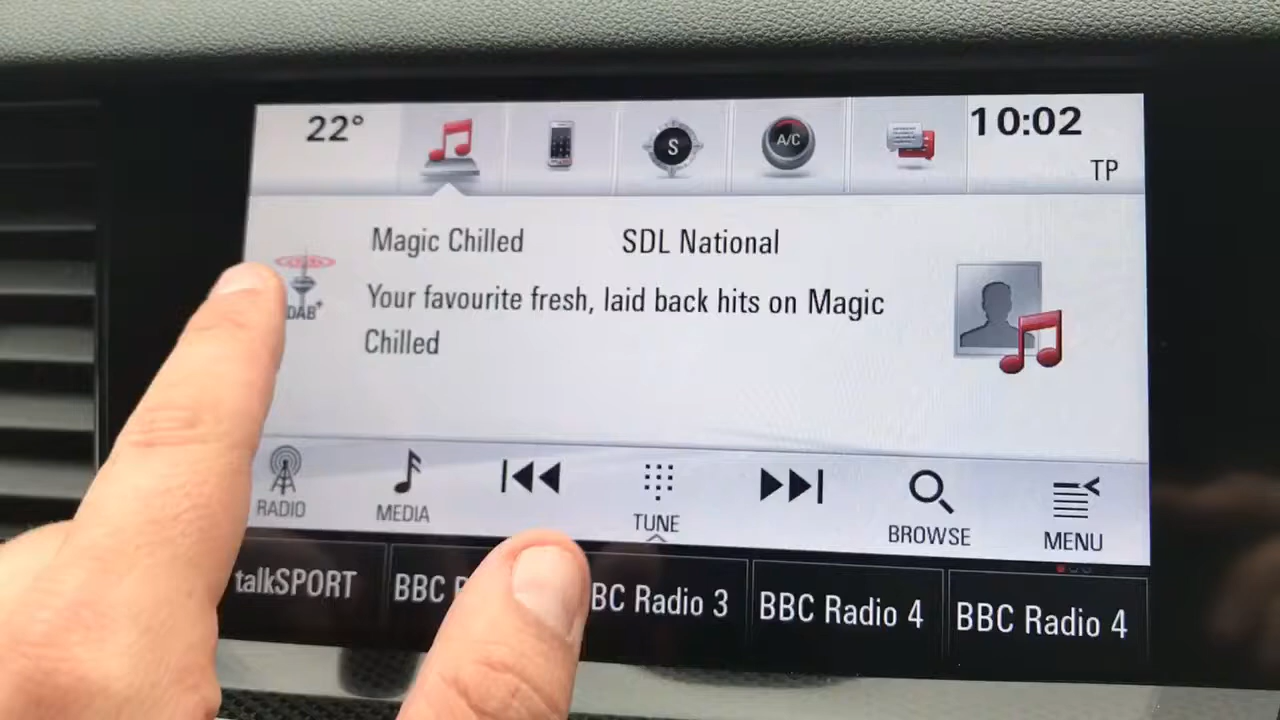 22° S A/C 10:02
TP
Magic Chilled SDL National
DAB+
Your favourite fresh, laid back hits on Magic
Chilled
RADIO MEDIA TUNE BROWSE MENU
talkSPORT BBC BC Radio 3 BBC Radio 4 BBC Radio 4